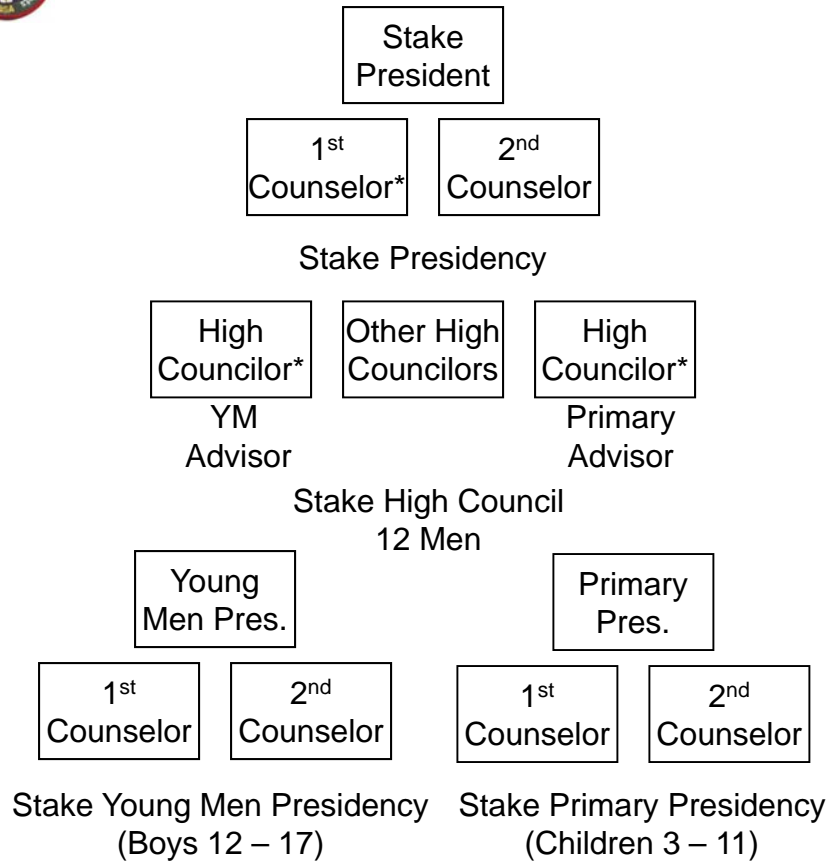 Stake
President
1st
Counselor*
2nd
Counselor
Stake Presidency
High
Councilor*
YM
Advisor
Other High
Councilors
High
Councilor*
Primary
Advisor
Stake High Council
12 Men
Young
Men Pres.
1st
Counselor
2nd
Counselor
Stake Young Men Presidency
(Boys 12 – 17)
Primary
Pres.
1st
Counselor
2nd
Counselor
Stake Primary Presidency
(Children 3 – 11)